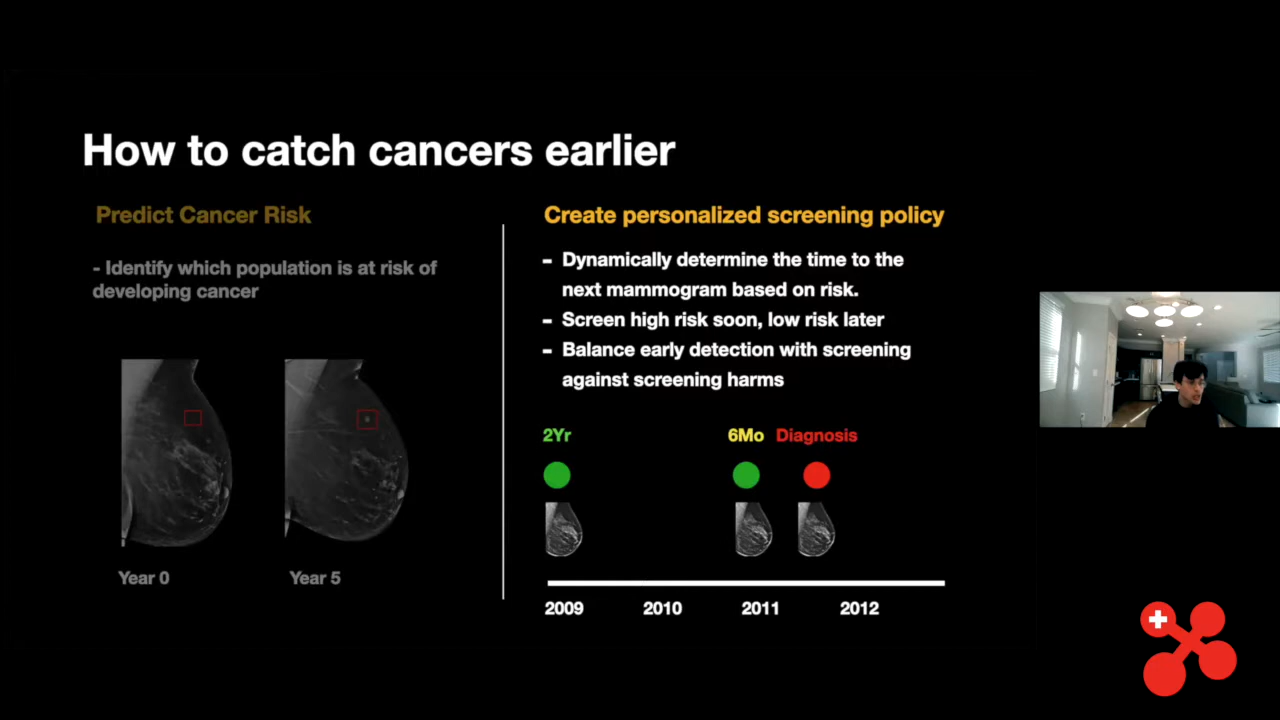 How to catch cancers earlier
Predict Cancer Risk
- Identify which population is at risk of
developing cancer
Year 0
Year 5
Create personalized screening policy
- Dynamically determine the time to the
next mammogram based on risk.
- Screen high risk soon, low risk later
- Balance early detection with screening
against screening harms
2Yr
6Mo
Diagnosis
2009
2010
2011
2012